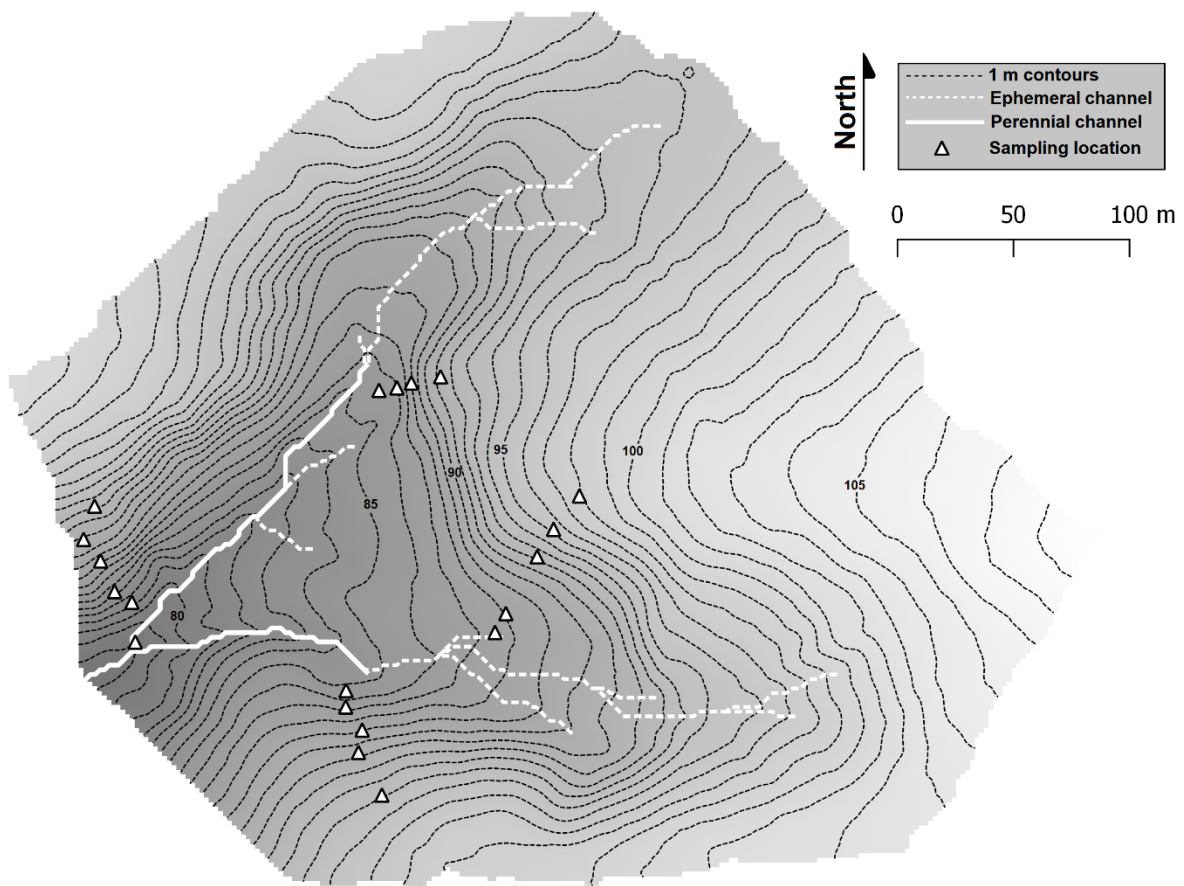 North
1 m contours
Ephemeral channel
Perennial channel
Sampling location
0 50 100 m
95
100
90
105
85
80